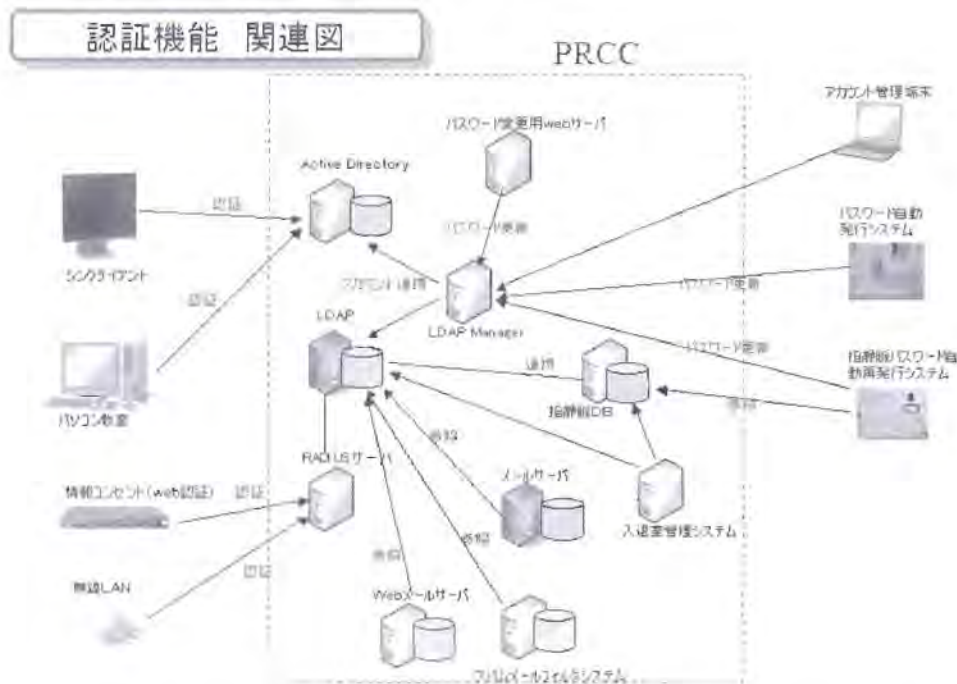 認証機能 関連図
PRCC
アカウント管理端末
パスワード変更用webサーバ
Active Directory
認証
パスワード自動
発行システム
パスワード更新
シンクライアント
アカウント連携
認証
パスワード更新
LDAP
LDAP Manager
パスワード更新
指静脈パスワード自
動再発行システム
連携
パソコン教室
指静脈DB
参照
参照
RADIUSサーバ
メールサーバ
情報コンセント(web認証)
認証
入退室管理システム
参照
参照
認証
無線LAN
Webメールサーバ